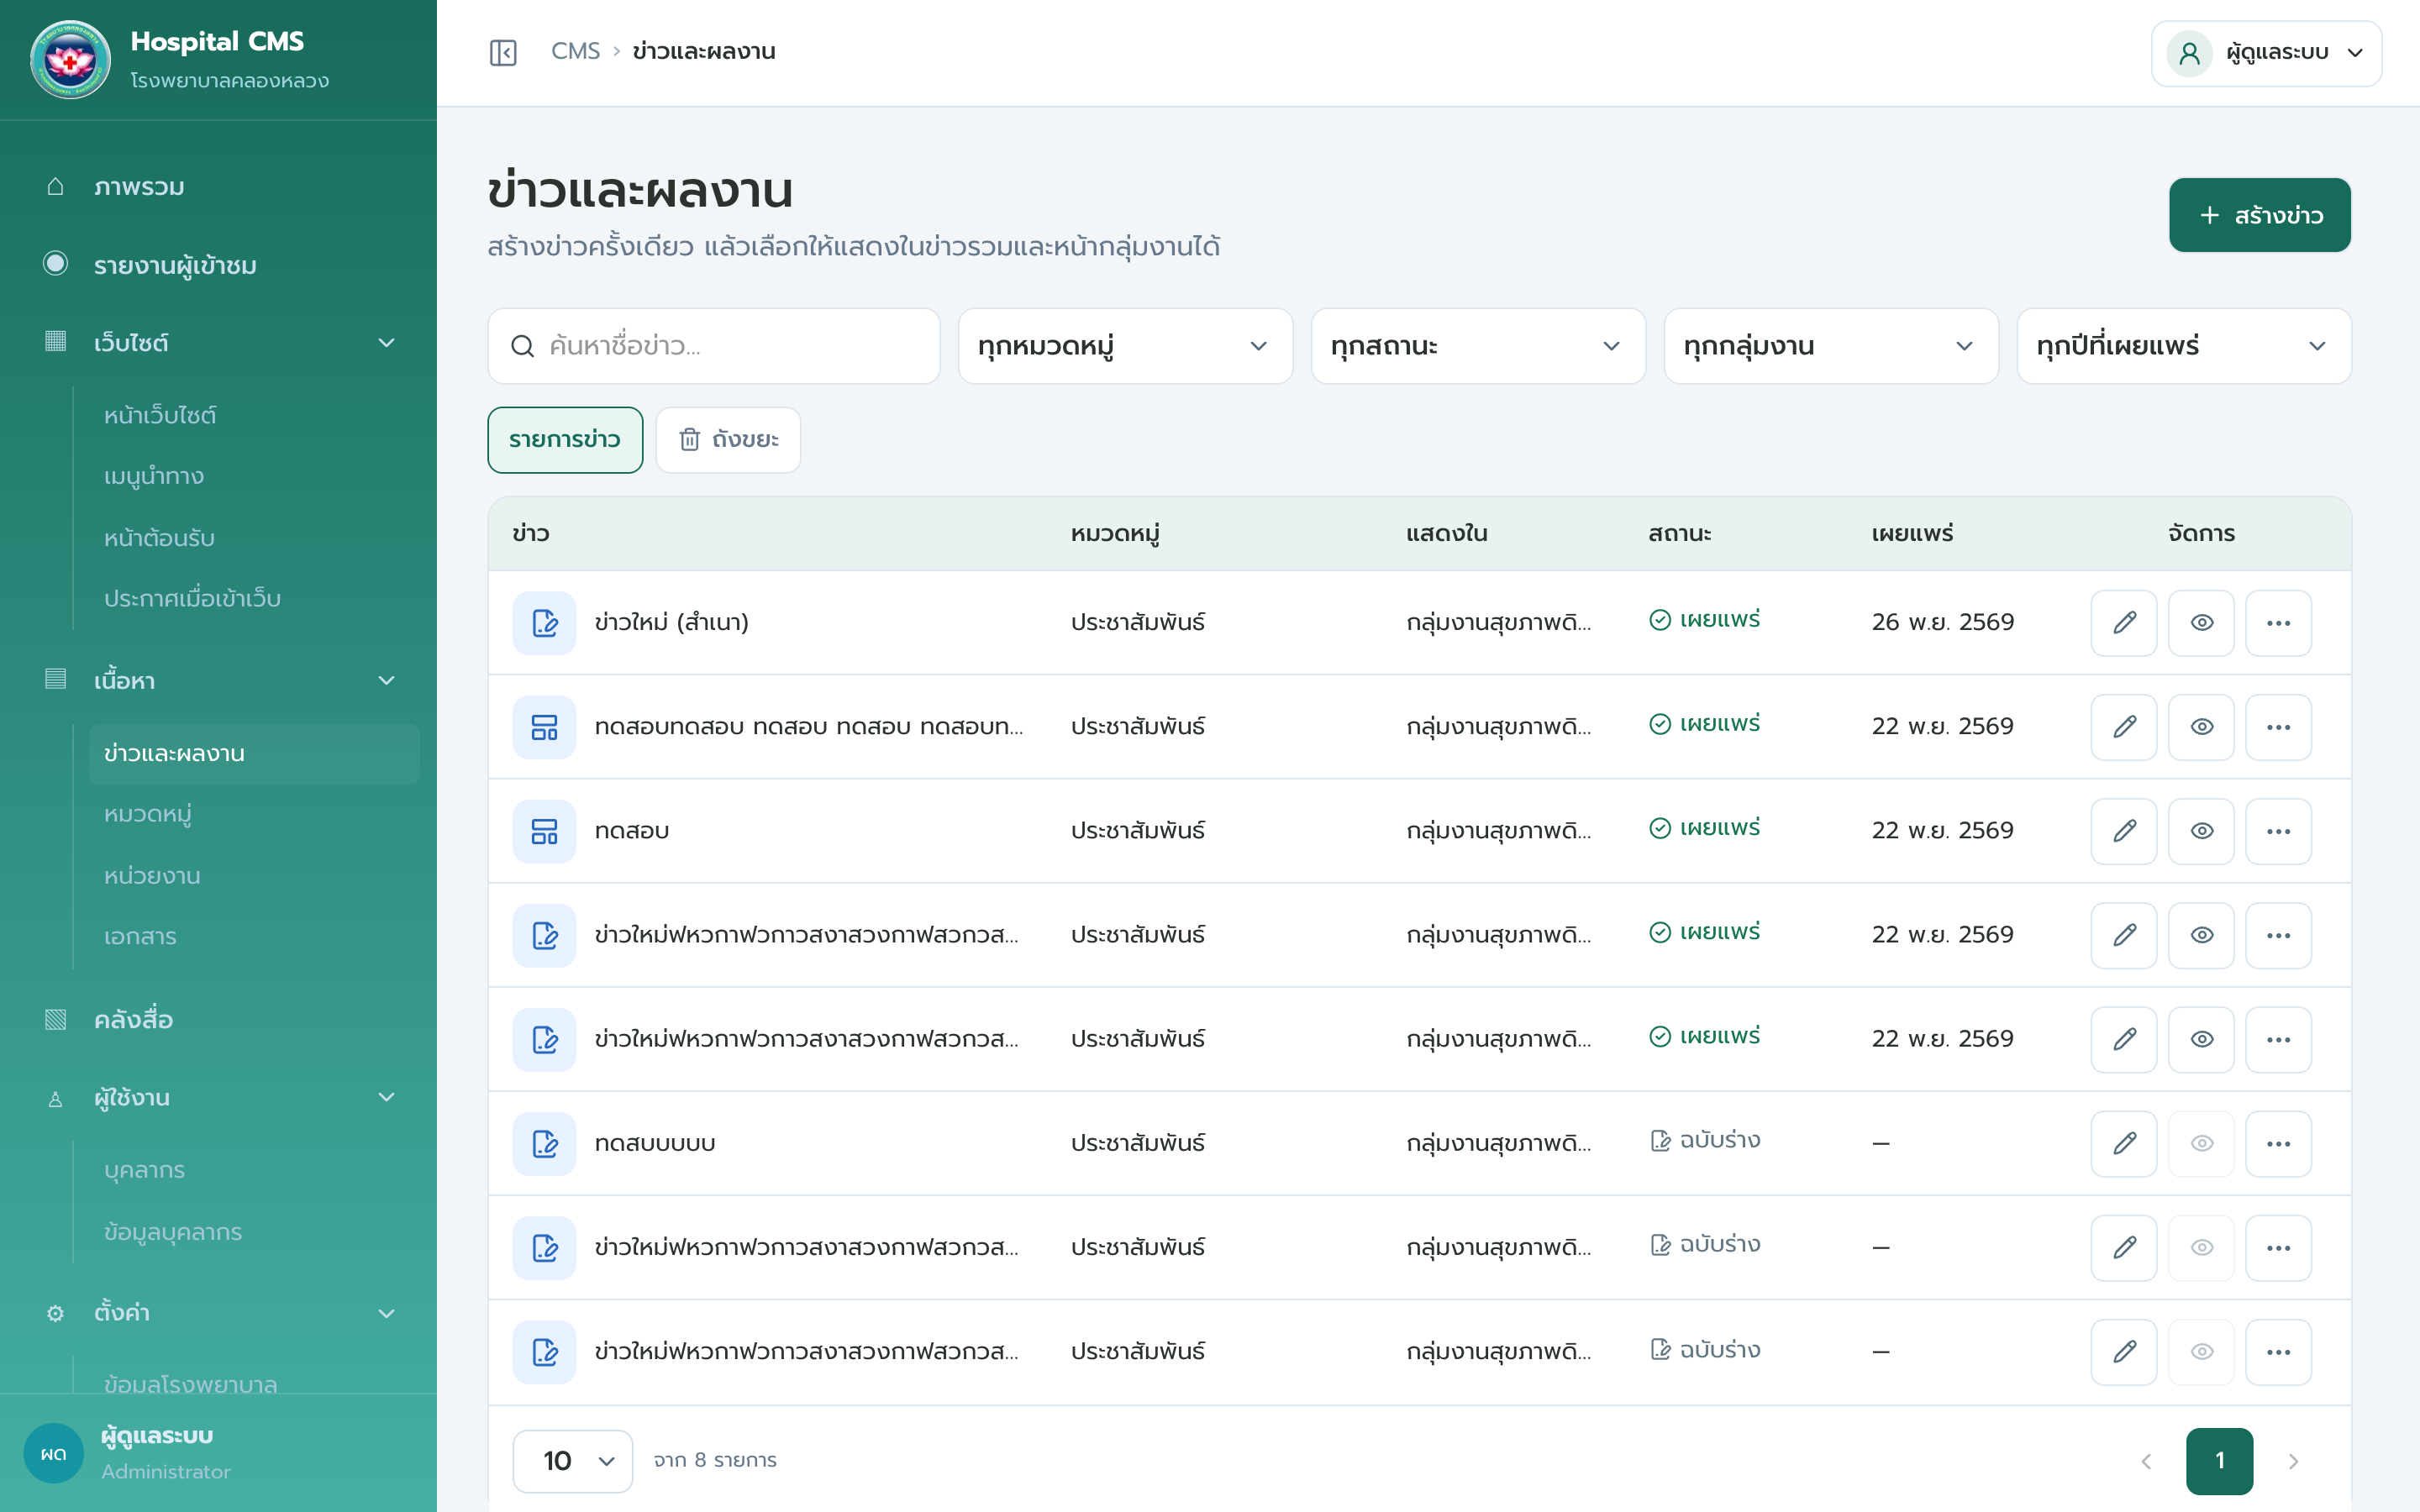 Hospital CMS
โรงพยาบาลคลองหลวง
ภาพรวม
รายงานผู้เข้าชม
เว็บไซต์
หน้าเว็บไซต์
เมนูนำทาง
หน้าต้อนรับ
ประกาศเมื่อเข้าเว็บ
เนื้อหา
ข่าวและผลงาน
หมวดหมู่
หน่วยงาน
เอกสาร
คลังสื่อ
ผู้ใช้งาน
บุคลากร
ข้อมูลบุคลากร
ตั้งค่า
ข้อมูลโรงพยาบาล
ผด
ผู้ดูแลระบบ
Administrator
CMS › ข่าวและผลงาน
ผู้ดูแลระบบ
ข่าวและผลงาน
สร้างข่าวครั้งเดียว แล้วเลือกให้แสดงในข่าวรวมและหน้ากลุ่มงานได้
+ สร้างข่าว
ค้นหาชื่อข่าว... ทุกหมวดหมู่ ทุกสถานะ ทุกกลุ่มงาน ทุกปีที่เผยแพร่
รายการข่าว ถังขยะ
ข่าว หมวดหมู่ แสดงใน สถานะ เผยแพร่ จัดการ
ข่าวใหม่ (สำเนา) ประชาสัมพันธ์ กลุ่มงานสุขภาพดิ... เผยแพร่ 26 พ.ย. 2569
ทดสอบทดสอบ ทดสอบ ทดสอบ ทดสอบท... ประชาสัมพันธ์ กลุ่มงานสุขภาพดิ... เผยแพร่ 22 พ.ย. 2569
ทดสอบ ประชาสัมพันธ์ กลุ่มงานสุขภาพดิ... เผยแพร่ 22 พ.ย. 2569
ข่าวใหม่ฟหวกาฟวกาวสงาสวงกาฟสวกวส... ประชาสัมพันธ์ กลุ่มงานสุขภาพดิ... เผยแพร่ 22 พ.ย. 2569
ข่าวใหม่ฟหวกาฟวกาวสงาสวงกาฟสวกวส... ประชาสัมพันธ์ กลุ่มงานสุขภาพดิ... เผยแพร่ 22 พ.ย. 2569
ทดสบบบบบ ประชาสัมพันธ์ กลุ่มงานสุขภาพดิ... ฉบับร่าง —
ข่าวใหม่ฟหวกาฟวกาวสงาสวงกาฟสวกวส... ประชาสัมพันธ์ กลุ่มงานสุขภาพดิ... ฉบับร่าง —
ข่าวใหม่ฟหวกาฟวกาวสงาสวงกาฟสวกวส... ประชาสัมพันธ์ กลุ่มงานสุขภาพดิ... ฉบับร่าง —
10 จาก 8 รายการ
1